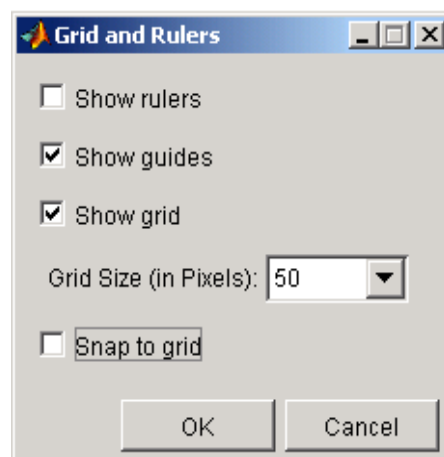 Grid and Rulers
Show rulers
Show guides
Show grid
Grid Size (in Pixels): 50
Snap to grid
OK Cancel